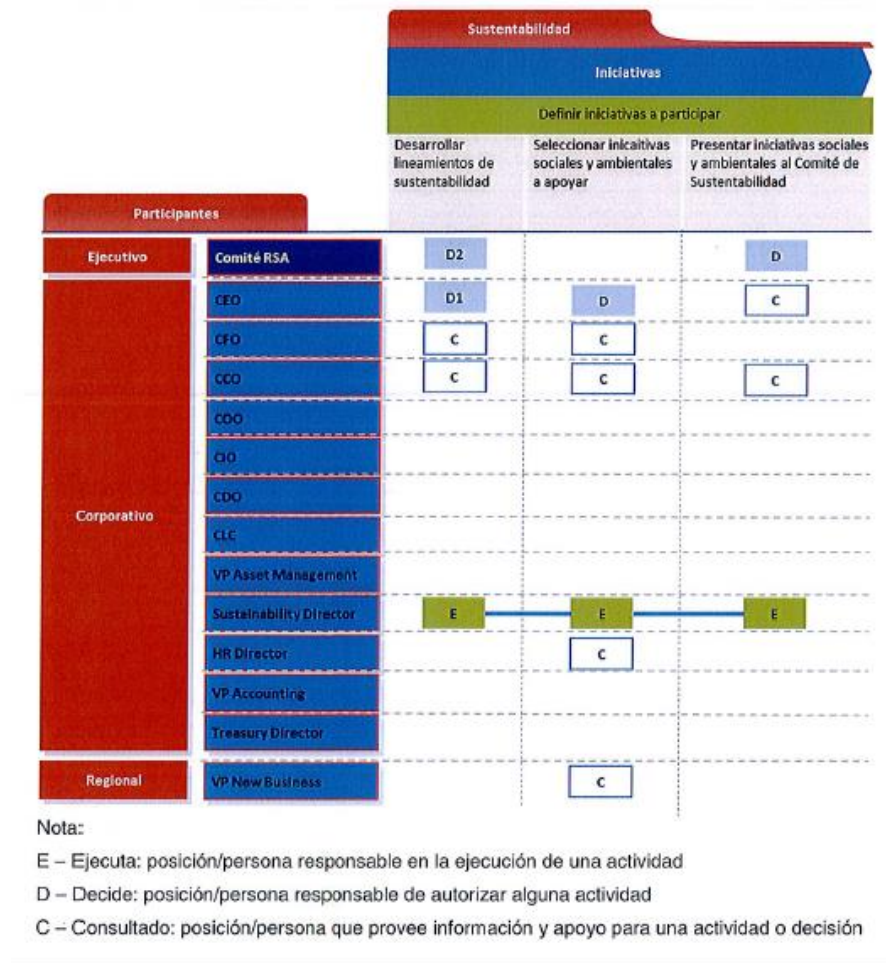 Sustentabilidad
Iniciativas
Definir iniciativas a participar
Desarrollar
lineamientos de
sustentabilidad
Seleccionar inicaitivas
sociales y ambientales
a apoyar
Presentar iniciativas sociales
y ambientales al Comité de
Sustentabilidad
Participantes
Ejecutivo
Comité RSA
D2
D
Corporativo
CEO
D1
D
C
CFO
C
C
CCO
C
C
C
COO
CIO
CDO
CLC
VP Asset Management
Sustainability Director
E
E
E
HR Director
C
VP Accounting
Treasury Director
Regional
VP New Business
C
Nota:
E – Ejecuta: posición/persona responsable en la ejecución de una actividad
D – Decide: posición/persona responsable de autorizar alguna actividad
C – Consultado: posición/persona que provee información y apoyo para una actividad o decisión